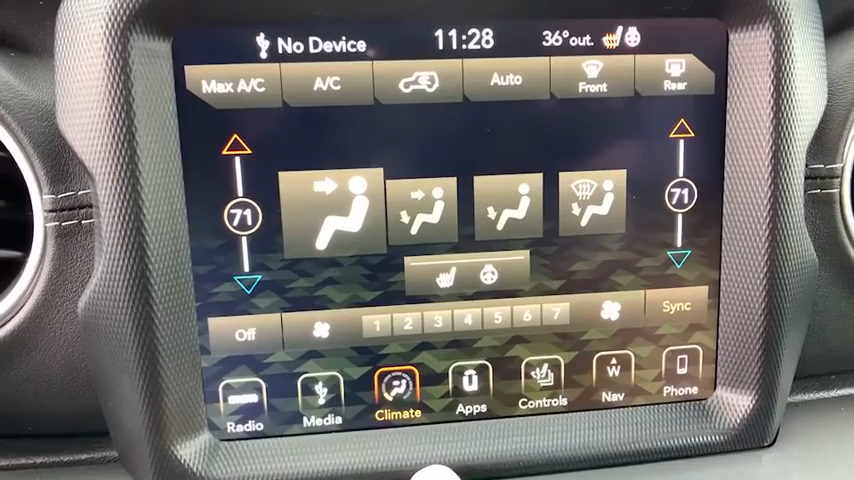 No Device 11:28 36°out.
Max A/C A/C Auto Front Rear
71 71
Off 1 2 3 4 5 6 7 Sync
Radio Media Climate Apps Controls Nav Phone
W